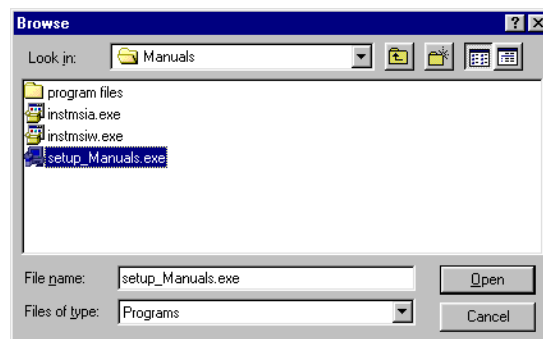 Browse
Look in: Manuals
program files
instmsia.exe
instmsiw.exe
setup_Manuals.exe
File name: setup_Manuals.exe Open
Files of type: Programs Cancel